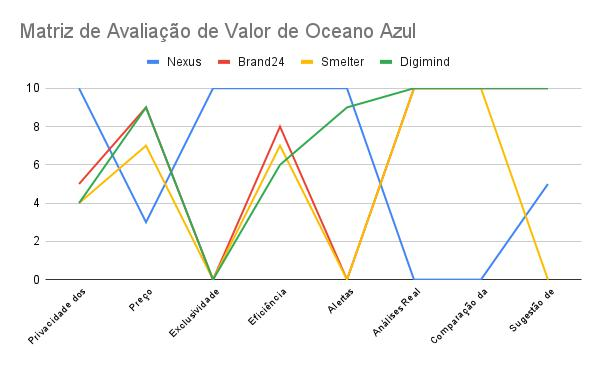 Matriz de Avaliação de Valor de Oceano Azul
Nexus Brand24 Smelter Digimind
10
8
6
4
2
0
Privacidade dos
Preço
Exclusividade
Eficiência
Alertas
Análises Real
Comparação da
Sugestão de